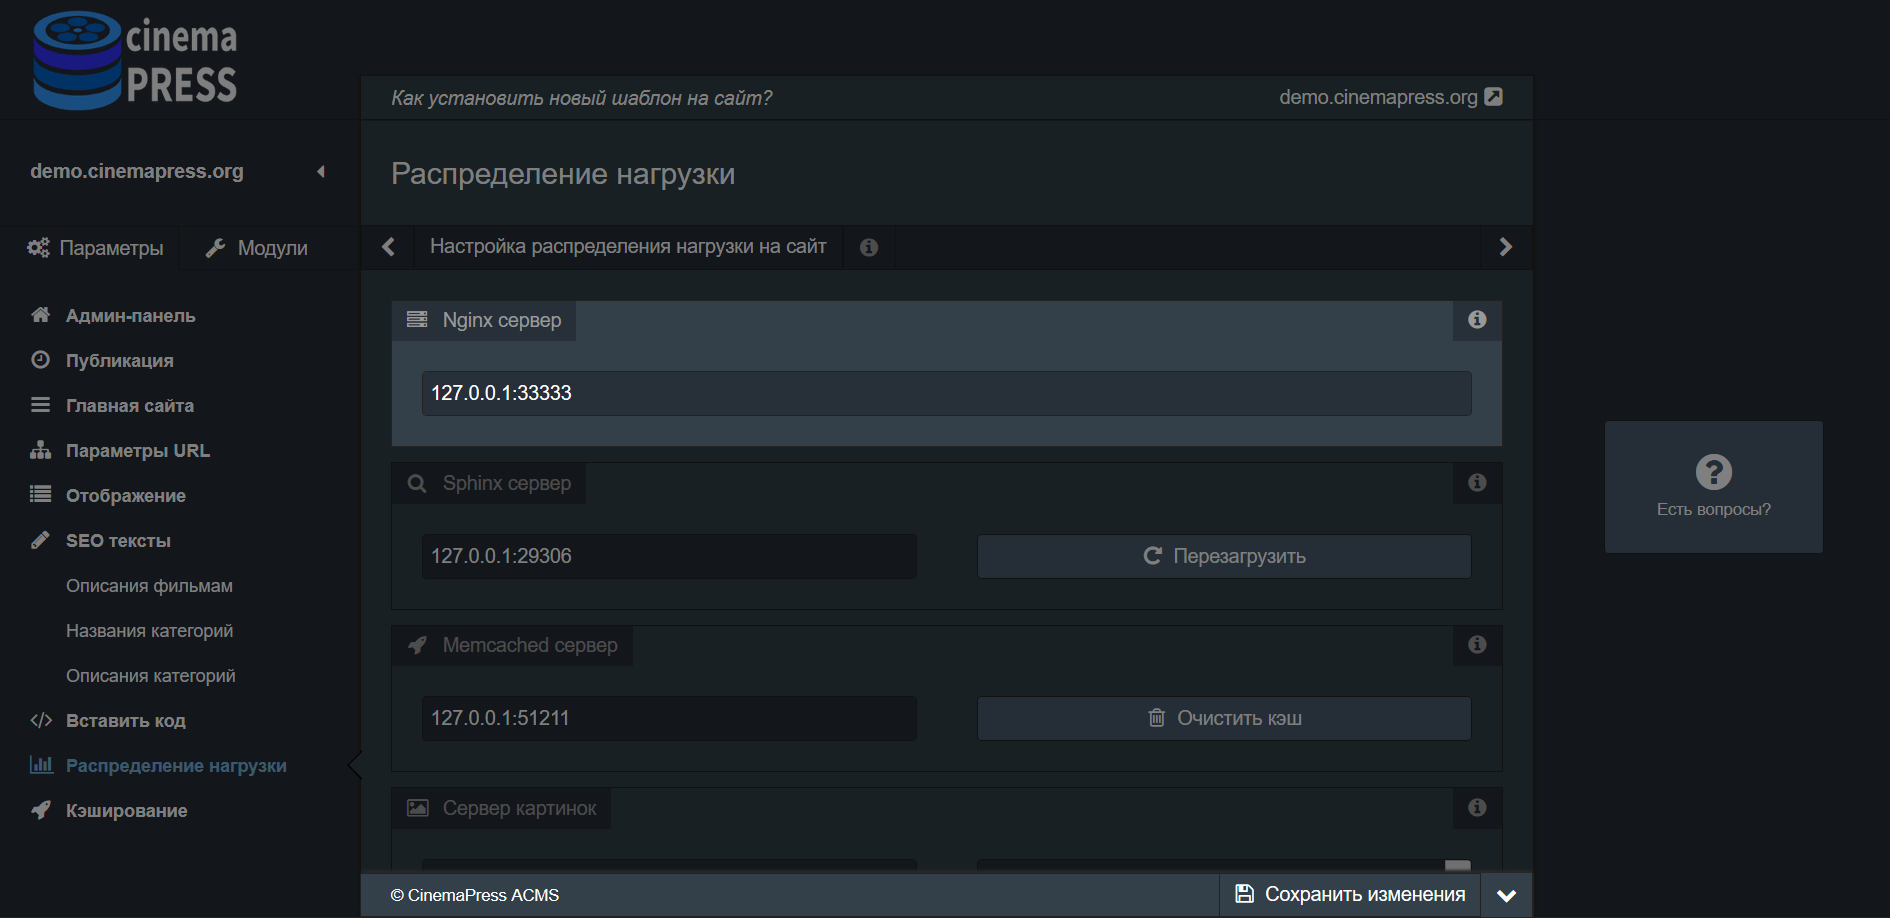 cinema
PRESS
Как установить новый шаблон на сайт?
demo.cinemapress.org
demo.cinemapress.org
Распределение нагрузки
Параметры
Модули
Настройка распределения нагрузки на сайт
Админ-панель
Публикация
Главная сайта
Параметры URL
Отображение
SEO тексты
Описания фильмам
Названия категорий
Описания категорий
Вставить код
Распределение нагрузки
Кэширование
Nginx сервер
127.0.0.1:33333
Sphinx сервер
127.0.0.1:29306
Перезагрузить
Memcached сервер
127.0.0.1:51211
Очистить кэш
Сервер картинок
Есть вопросы?
© CinemaPress ACMS
Сохранить изменения